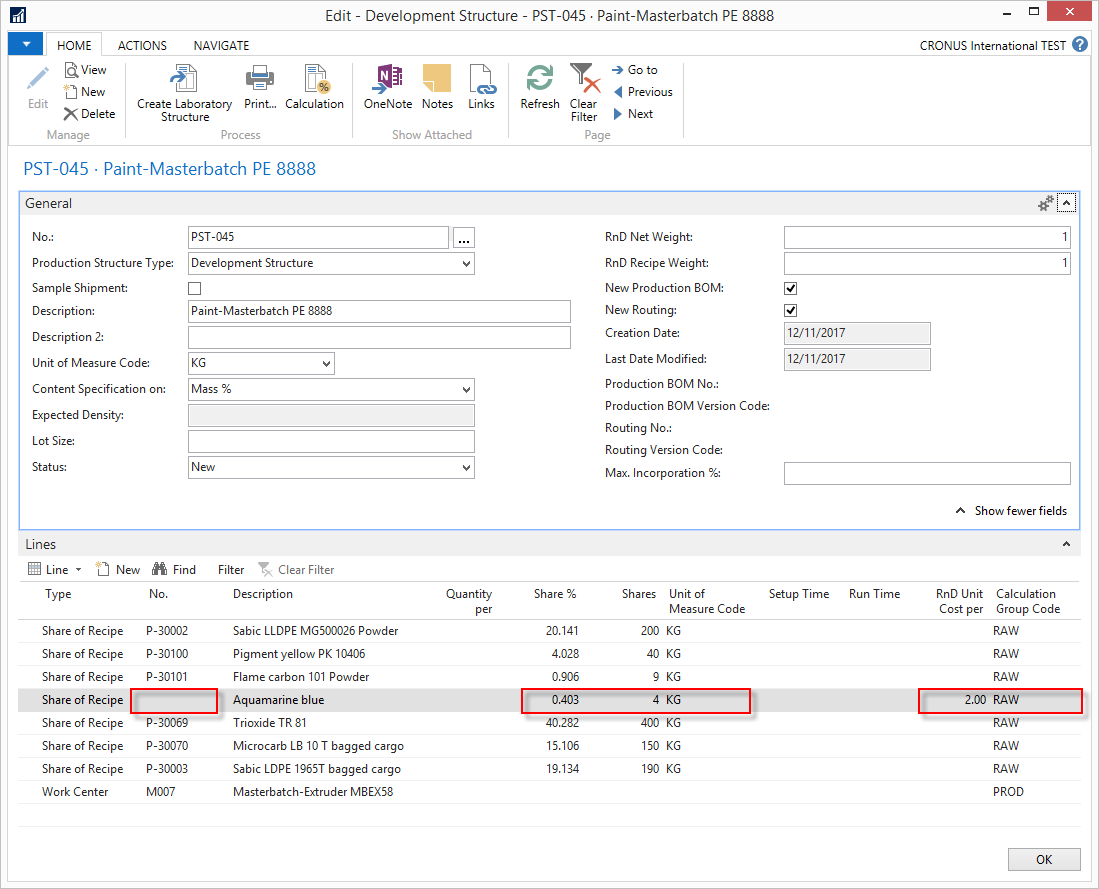 Edit - Development Structure - PST-045 · Paint-Masterbatch PE 8888
HOME ACTIONS NAVIGATE CRONUS International TEST ?
Edit View New Delete
Create Laboratory Structure Print... Calculation
OneNote Notes Links
Refresh Clear Filter Go to Previous Next
Manage Process Show Attached Page
PST-045 · Paint-Masterbatch PE 8888
General
No.: PST-045 ...
Production Structure Type: Development Structure
Sample Shipment:
Description: Paint-Masterbatch PE 8888
Description 2:
Unit of Measure Code: KG
Content Specification on: Mass %
Expected Density:
Lot Size:
Status: New
RnD Net Weight: 1
RnD Recipe Weight: 1
New Production BOM:
New Routing:
Creation Date: 12/11/2017
Last Date Modified: 12/11/2017
Production BOM No.:
Production BOM Version Code:
Routing No.:
Routing Version Code:
Max. Incorporation %:
Show fewer fields
Lines
Line New Find Filter Clear Filter
Type No. Description Quantity per Share % Shares Unit of Measure Code Setup Time Run Time RnD Unit Cost per Calculation Group Code
Share of Recipe P-30002 Sabic LLDPE MG500026 Powder 20.141 200 KG RAW
Share of Recipe P-30100 Pigment yellow PK 10406 4.028 40 KG RAW
Share of Recipe P-30101 Flame carbon 101 Powder 0.906 9 KG RAW
Share of Recipe Aquamarine blue 0.403 4 KG 2.00 RAW
Share of Recipe P-30069 Trioxide TR 81 40.282 400 KG RAW
Share of Recipe P-30070 Microcarb LB 10 T bagged cargo 15.106 150 KG RAW
Share of Recipe P-30003 Sabic LDPE 1965T bagged cargo 19.134 190 KG RAW
Work Center M007 Masterbatch-Extruder MBEX58 PROD
OK